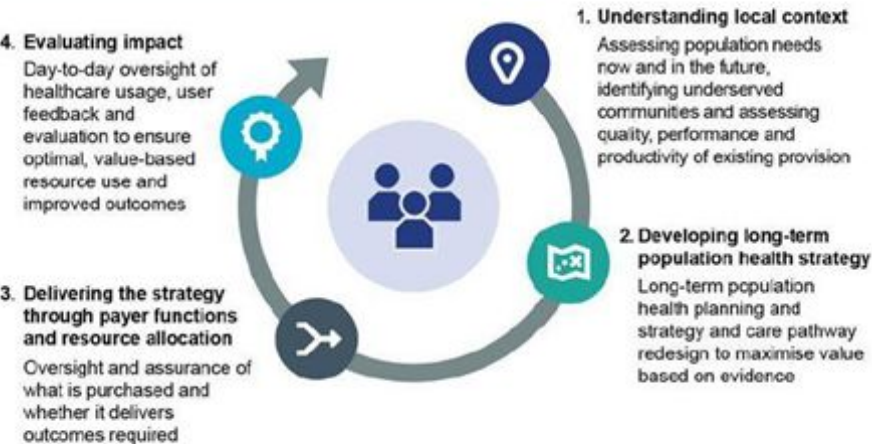 1. Understanding local context
Assessing population needs
now and in the future,
identifying underserved
communities and assessing
quality, performance and
productivity of existing provision
2. Developing long-term
population health strategy
Long-term population
health planning and
strategy and care pathway
redesign to maximise value
based on evidence
3. Delivering the strategy
through payer functions
and resource allocation
Oversight and assurance of
what is purchased and
whether it delivers
outcomes required
4. Evaluating impact
Day-to-day oversight of
healthcare usage, user
feedback and
evaluation to ensure
optimal, value-based
resource use and
improved outcomes